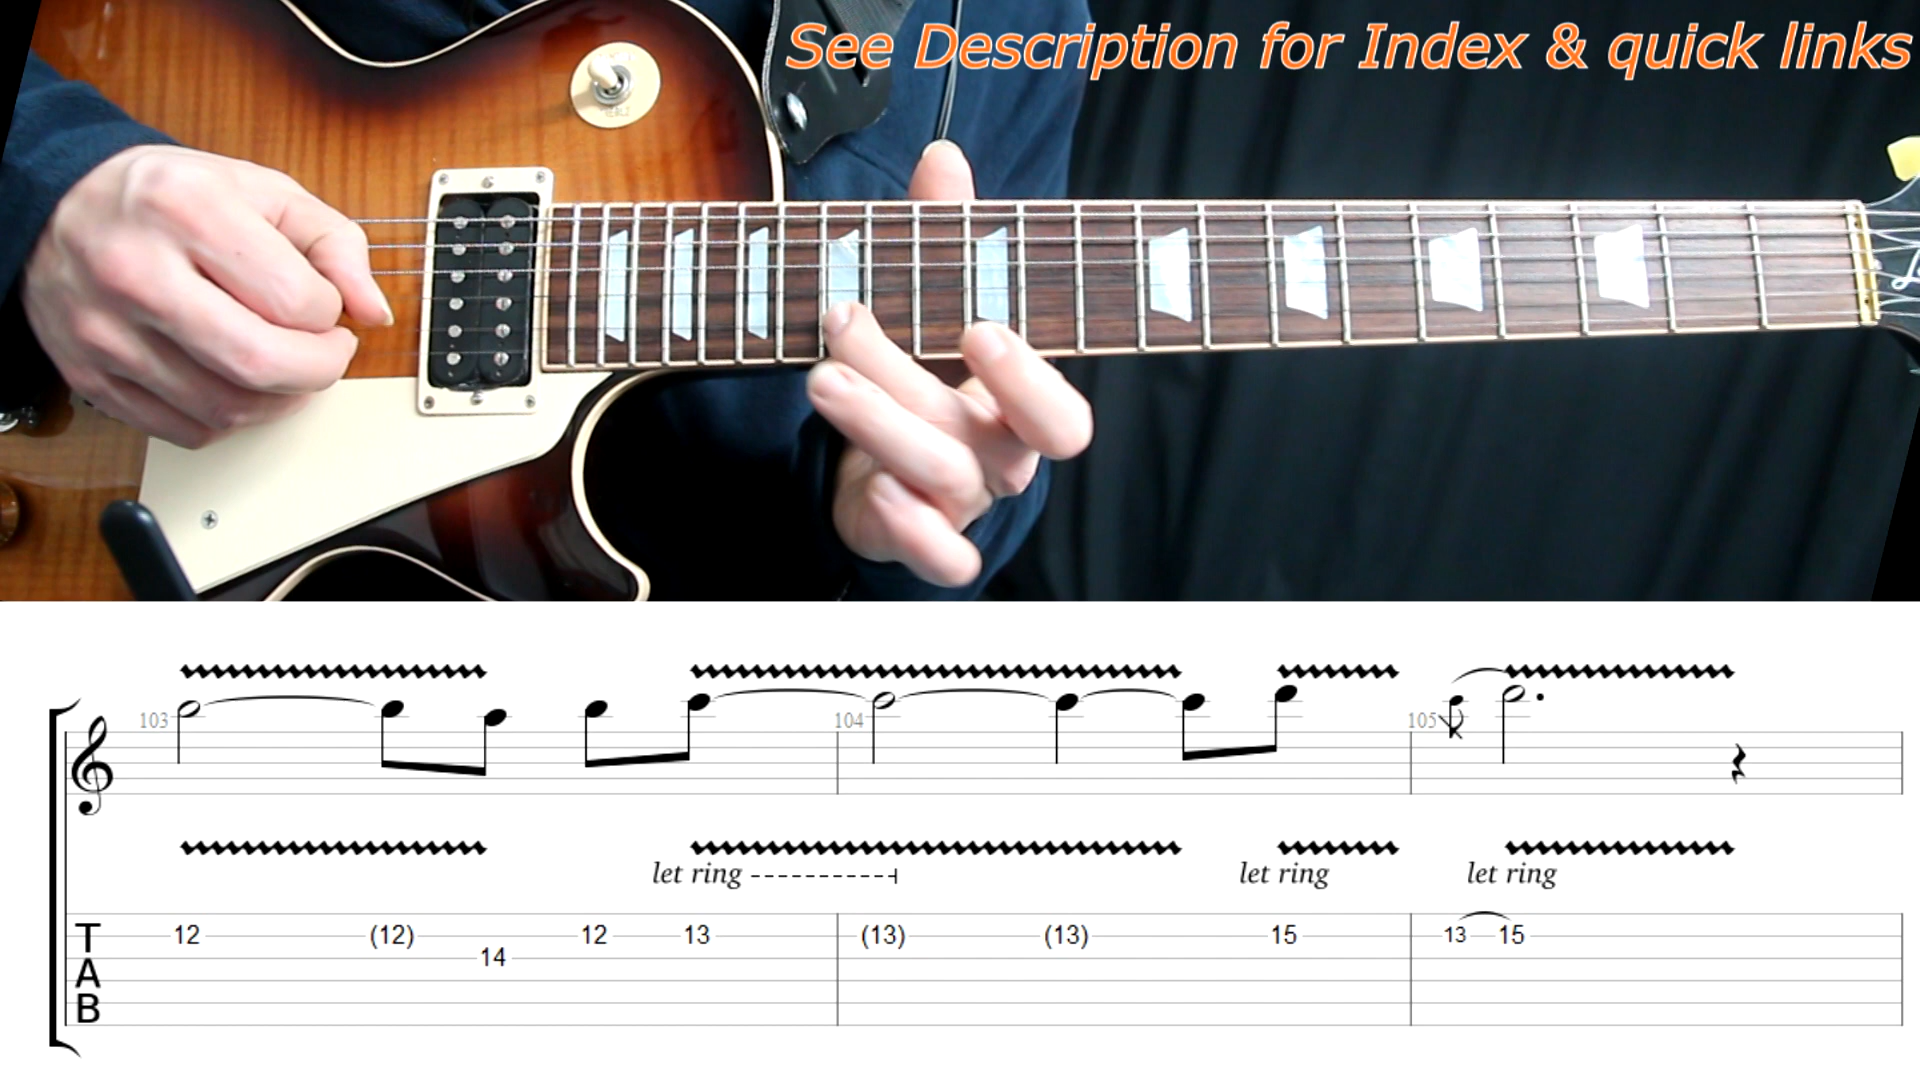 See Description for Index & quick links
103 104 105
let ring let ring let ring
T
A
B
12 (12) 12 13 (13) (13) 15 13 15
14